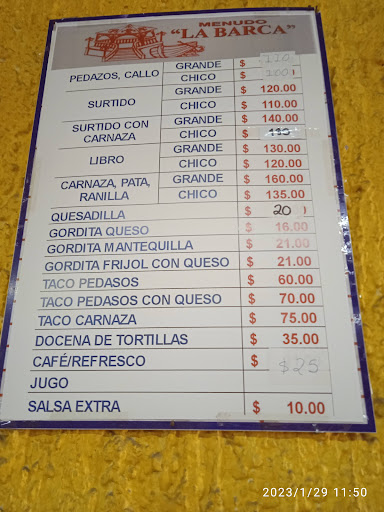 MENUDO
"LA BARCA"
PEDAZOS, CALLO GRANDE $ 120
CHICO $
SURTIDO GRANDE $ 120.00
CHICO $ 110.00
SURTIDO CON CARNAZA GRANDE $ 140.00
CHICO $
LIBRO GRANDE $ 130.00
CHICO $ 120.00
CARNAZA, PATA, RANILLA GRANDE $ 160.00
CHICO $ 135.00
QUESADILLA $ 20
GORDITA QUESO $ 16.00
GORDITA MANTEQUILLA $ 21.00
GORDITA FRIJOL CON QUESO $ 21.00
TACO PEDASOS $ 60.00
TACO PEDASOS CON QUESO $ 70.00
TACO CARNAZA $ 75.00
DOCENA DE TORTILLAS $ 35.00
CAFÉ/REFRESCO $ $25
JUGO
SALSA EXTRA $ 10.00
2023/1/29 11:50